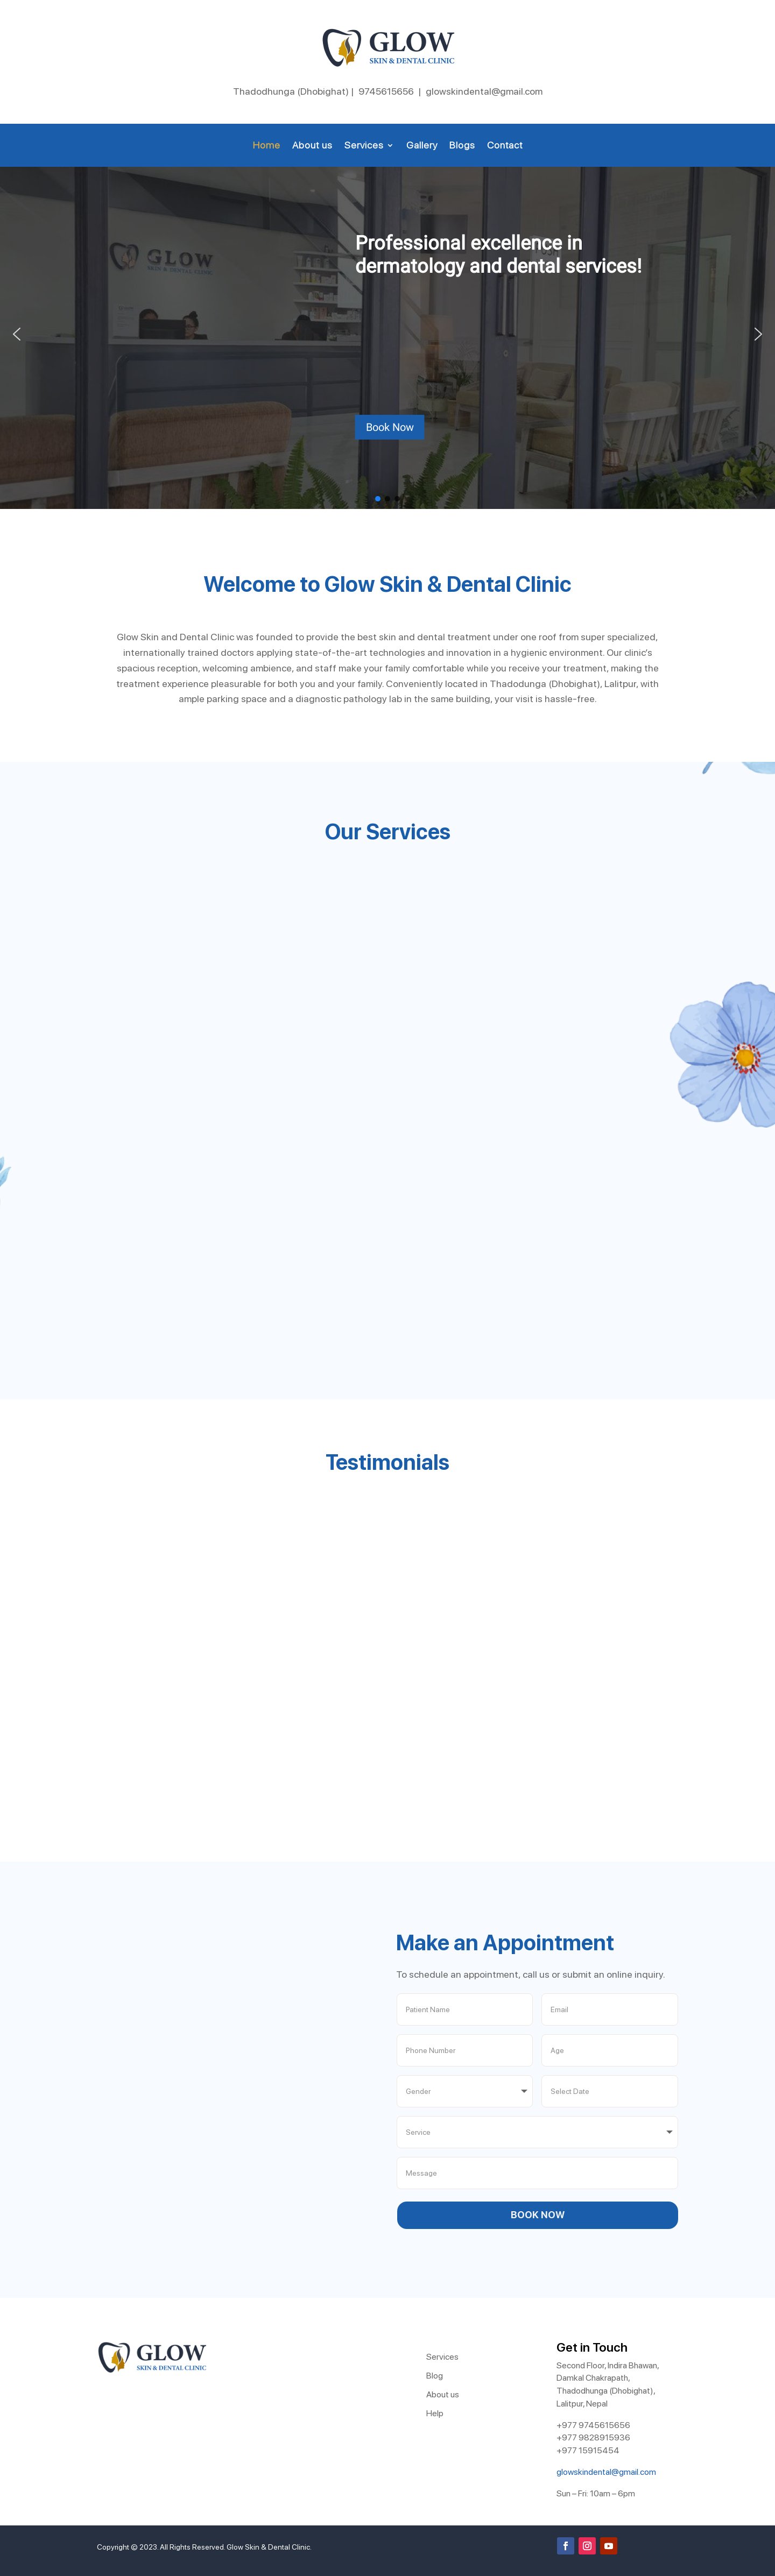 GLOW
SKIN & DENTAL CLINIC
Thadodhunga (Dhobighat) | 9745615656 | glowskindental@gmail.com
Home About us Services Gallery Blogs Contact
GLOW
SKIN & DENTAL CLINIC
Professional excellence in
dermatology and dental services!
Book Now
Welcome to Glow Skin & Dental Clinic
Glow Skin and Dental Clinic was founded to provide the best skin and dental treatment under one roof from super specialized,
internationally trained doctors applying state-of-the-art technologies and innovation in a hygienic environment. Our clinic's
spacious reception, welcoming ambience, and staff make your family comfortable while you receive your treatment, making the
treatment experience pleasurable for both you and your family. Conveniently located in Thadodunga (Dhobighat), Lalitpur, with
ample parking space and a diagnostic pathology lab in the same building, your visit is hassle-free.
Our Services
Testimonials
Make an Appointment
To schedule an appointment, call us or submit an online inquiry.
Patient Name Email
Phone Number Age
Gender Select Date
Service
Message
BOOK NOW
GLOW
SKIN & DENTAL CLINIC
Services
Blog
About us
Help
Get in Touch
Second Floor, Indira Bhawan,
Damkal Chakrapath,
Thadodhunga (Dhobighat),
Lalitpur, Nepal
+977 9745615656
+977 9828915936
+977 15915454
glowskindental@gmail.com
Sun – Fri: 10am – 6pm
Copyright © 2023. All Rights Reserved. Glow Skin & Dental Clinic.